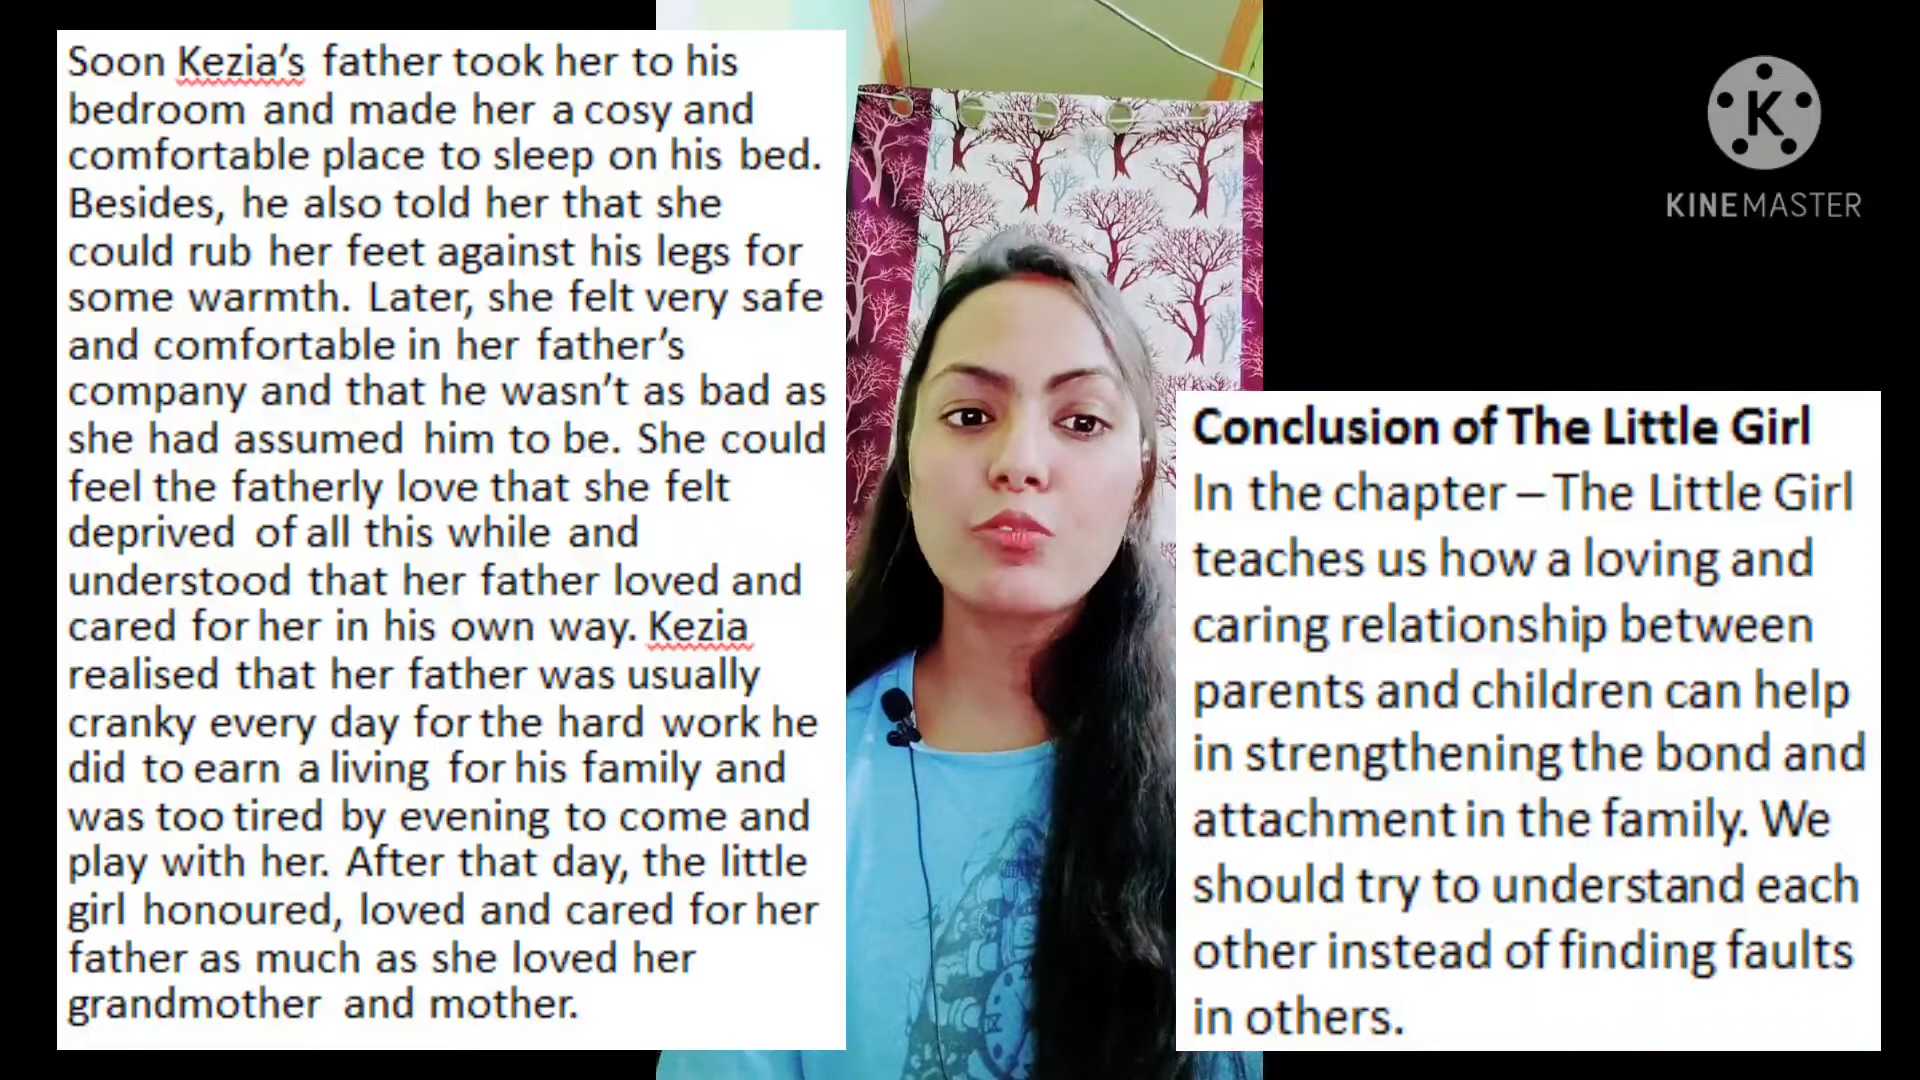 Soon Kezia's father took her to his
bedroom and made her a cosy and
comfortable place to sleep on his bed.
Besides, he also told her that she
could rub her feet against his legs for
some warmth. Later, she felt very safe
and comfortable in her father's
company and that he wasn't as bad as
she had assumed him to be. She could
feel the fatherly love that she felt
deprived of all this while and
understood that her father loved and
cared for her in his own way. Kezia
realised that her father was usually
cranky every day for the hard work he
did to earn a living for his family and
was too tired by evening to come and
play with her. After that day, the little
girl honoured, loved and cared for her
father as much as she loved her
grandmother and mother.
K
KINEMASTER
Conclusion of The Little Girl
In the chapter – The Little Girl
teaches us how a loving and
caring relationship between
parents and children can help
in strengthening the bond and
attachment in the family. We
should try to understand each
other instead of finding faults
in others.